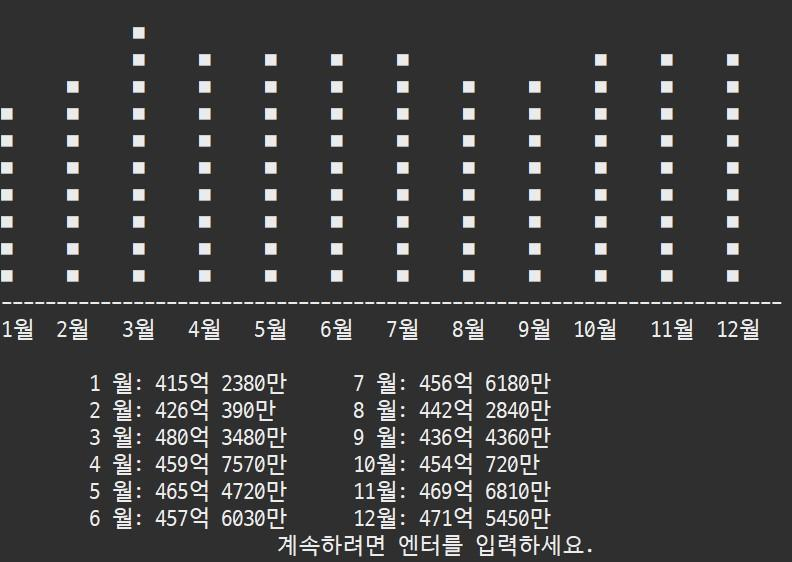 1월 2월 3월 4월 5월 6월 7월 8월 9월 10월 11월 12월
1 월: 415억 2380만 7 월: 456억 6180만
2 월: 426억 390만 8 월: 442억 2840만
3 월: 480억 3480만 9 월: 436억 4360만
4 월: 459억 7570만 10월: 454억 720만
5 월: 465억 4720만 11월: 469억 6810만
6 월: 457억 6030만 12월: 471억 5450만
계속하려면 엔터를 입력하세요.